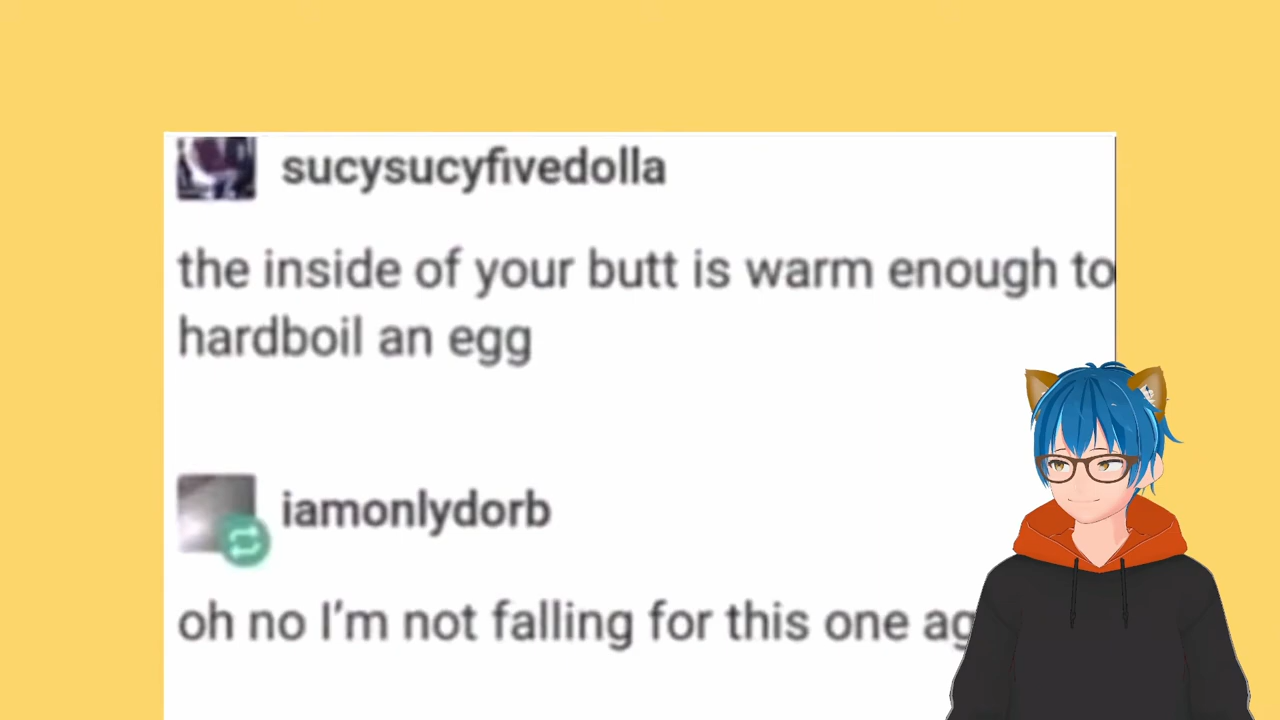 sucysucyfivedolla
the inside of your butt is warm enough to
hardboil an egg
iamonlydorb
oh no I'm not falling for this one